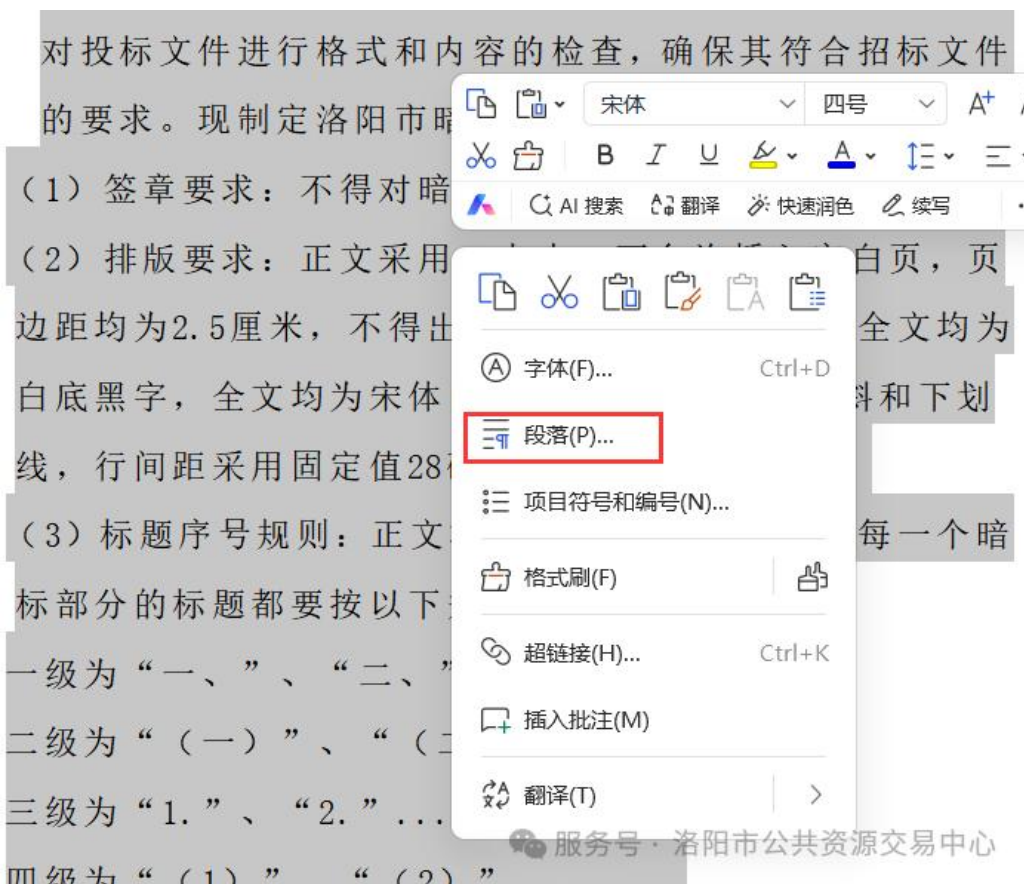 对投标文件进行格式和内容的检查，确保其符合招标文件
的要求。现制定洛阳市暗
（1）签章要求：不得对暗
（2）排版要求：正文采用
白页，页
边距均为2.5厘米，不得出
全文均为
白底黑字，全文均为宋体
和下划
线，行间距采用固定值28
（3）标题序号规则：正文
每一个暗
标部分的标题都要按以下
一级为“一、”、“二、”
二级为“（一）”、“（二
三级为“1.”、“2.”...
四级为“（1）”、“（2）”
宋体 四号 A+
B I U A
AI 搜索 翻译 快速润色 续写
字体(F)... Ctrl+D
段落(P)...
项目符号和编号(N)...
格式刷(F)
超链接(H)... Ctrl+K
插入批注(M)
翻译(T)
服务号 · 洛阳市公共资源交易中心